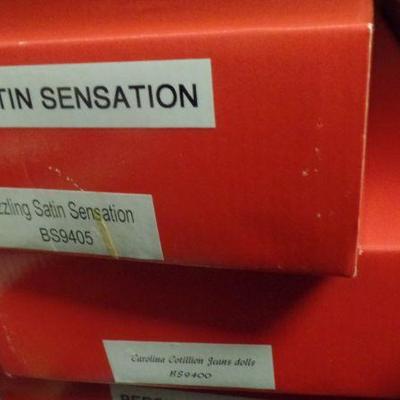 TIN SENSATION
zzling Satin Sensation
BS9405
Carolina Cotillion Jeans dolls
BS9400